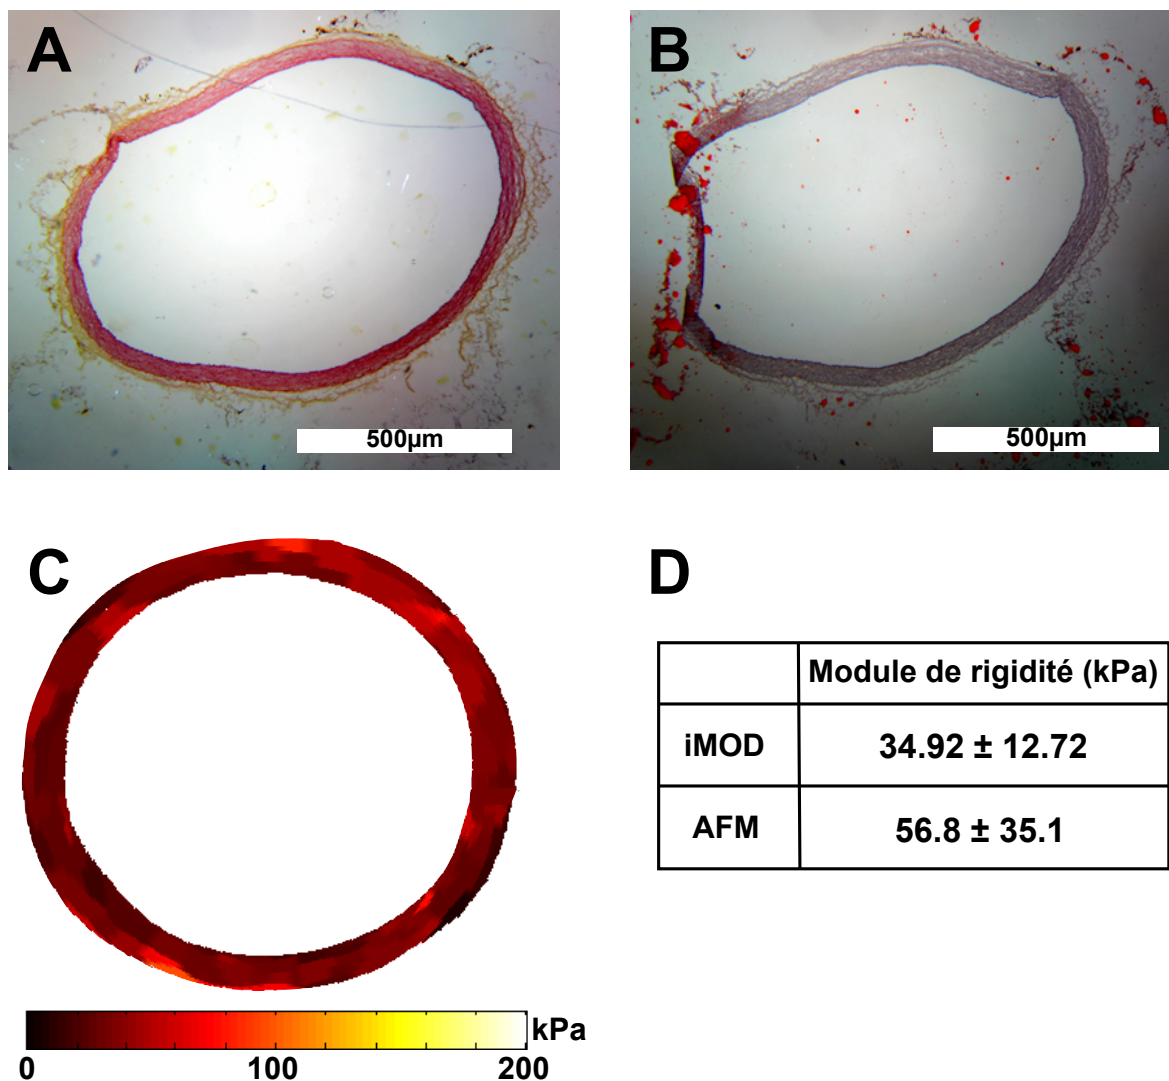 A
B
500µm
500µm
C
D
Module de rigidité (kPa)
iMOD
34.92 ± 12.72
AFM
56.8 ± 35.1
kPa
0
100
200